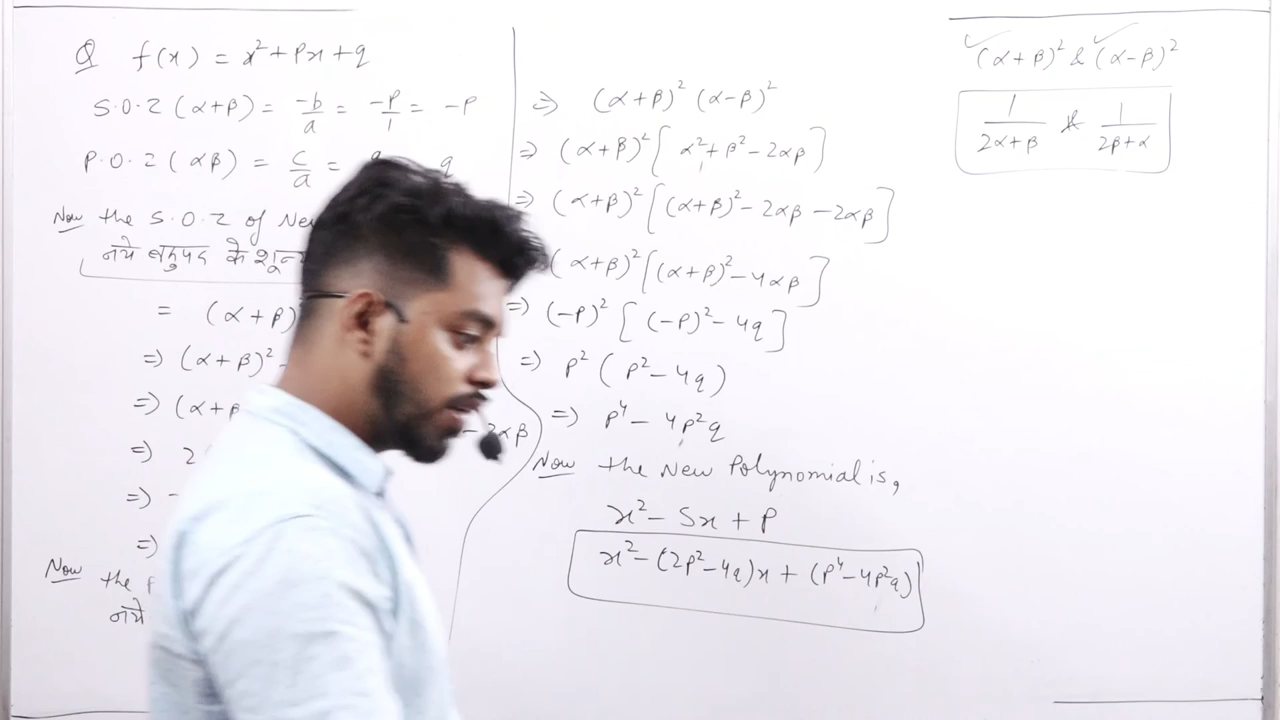 Q f(x) = x² + Px + q
S.O.Z (α+β) = -b/a = -P/1 = -P
P.O.Z (αβ) = c/a = q
Now the S.O.Z of New
नये बहुपद के शून्य
= (α+β)
⇒ (α+β)² -
⇒ (α+β - 2αβ
⇒ 2
⇒ -
⇒
Now the P
नये
⇒ (α+β)² (α-β)²
⇒ (α+β)² [α² + β² - 2αβ]
⇒ (α+β)² [(α+β)² - 2αβ - 2αβ]
(α+β)² [(α+β)² - 4αβ]
⇒ (-P)² [(-P)² - 4q]
⇒ P² (P² - 4q)
⇒ P⁴ - 4P²q
Now the New Polynomial is,
x² - Sx + P
x² - (2P² - 4q)x + (P⁴ - 4P²q)
(α+β)² & (α-β)²
1/(2α+β) & 1/(2β+α)